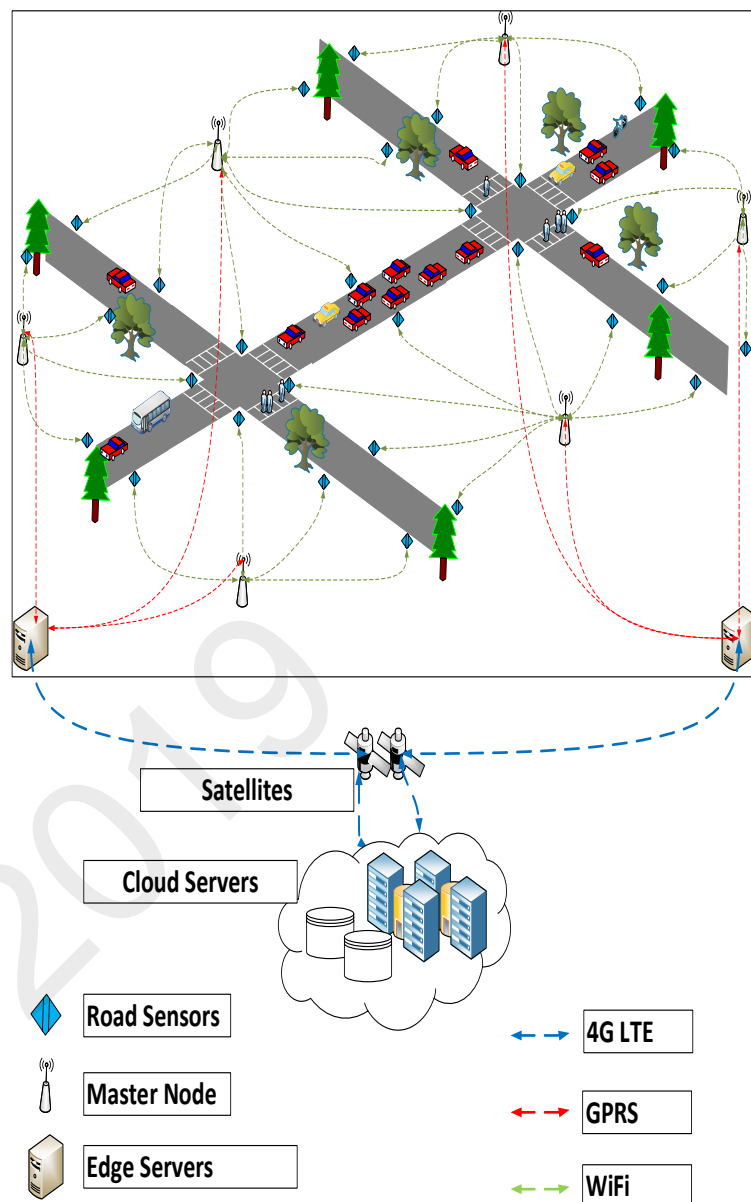 Satellites
Cloud Servers
2019
Road Sensors
4G LTE
Master Node
GPRS
Edge Servers
WiFi